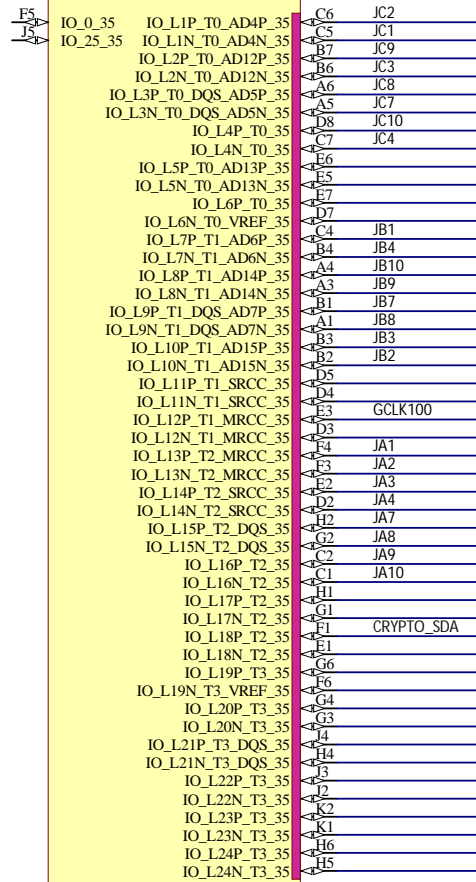 F5 IO_0_35 IO_L1P_T0_AD4P_35 C6 JC2
J5 IO_25_35 IO_L1N_T0_AD4N_35 C5 JC1
IO_L2P_T0_AD12P_35 B7 JC9
IO_L2N_T0_AD12N_35 B6 JC3
IO_L3P_T0_DQS_AD5P_35 A6 JC8
IO_L3N_T0_DQS_AD5N_35 A5 JC7
IO_L4P_T0_35 D8 JC10
IO_L4N_T0_35 C7 JC4
IO_L5P_T0_AD13P_35 E6
IO_L5N_T0_AD13N_35 E5
IO_L6P_T0_35 E7
IO_L6N_T0_VREF_35 D7
IO_L7P_T1_AD6P_35 C4 JB1
IO_L7N_T1_AD6N_35 B4 JB4
IO_L8P_T1_AD14P_35 A4 JB10
IO_L8N_T1_AD14N_35 A3 JB9
IO_L9P_T1_DQS_AD7P_35 B1 JB7
IO_L9N_T1_DQS_AD7N_35 A1 JB8
IO_L10P_T1_AD15P_35 B3 JB3
IO_L10N_T1_AD15N_35 B2 JB2
IO_L11P_T1_SRCC_35 D5
IO_L11N_T1_SRCC_35 D4
IO_L12P_T1_MRCC_35 E3 GCLK100
IO_L12N_T1_MRCC_35 D3
IO_L13P_T2_MRCC_35 F4 JA1
IO_L13N_T2_MRCC_35 F3 JA2
IO_L14P_T2_SRCC_35 E2 JA3
IO_L14N_T2_SRCC_35 D2 JA4
IO_L15P_T2_DQS_35 H2 JA7
IO_L15N_T2_DQS_35 G2 JA8
IO_L16P_T2_35 C2 JA9
IO_L16N_T2_35 C1 JA10
IO_L17P_T2_35 H1
IO_L17N_T2_35 G1
IO_L18P_T2_35 F1 CRYPTO_SDA
IO_L18N_T2_35 E1
IO_L19P_T3_35 G6
IO_L19N_T3_VREF_35 F6
IO_L20P_T3_35 G4
IO_L20N_T3_35 G3
IO_L21P_T3_DQS_35 J4
IO_L21N_T3_DQS_35 H4
IO_L22P_T3_35 J3
IO_L22N_T3_35 J2
IO_L23P_T3_35 K2
IO_L23N_T3_35 K1
IO_L24P_T3_35 H6
IO_L24N_T3_35 H5